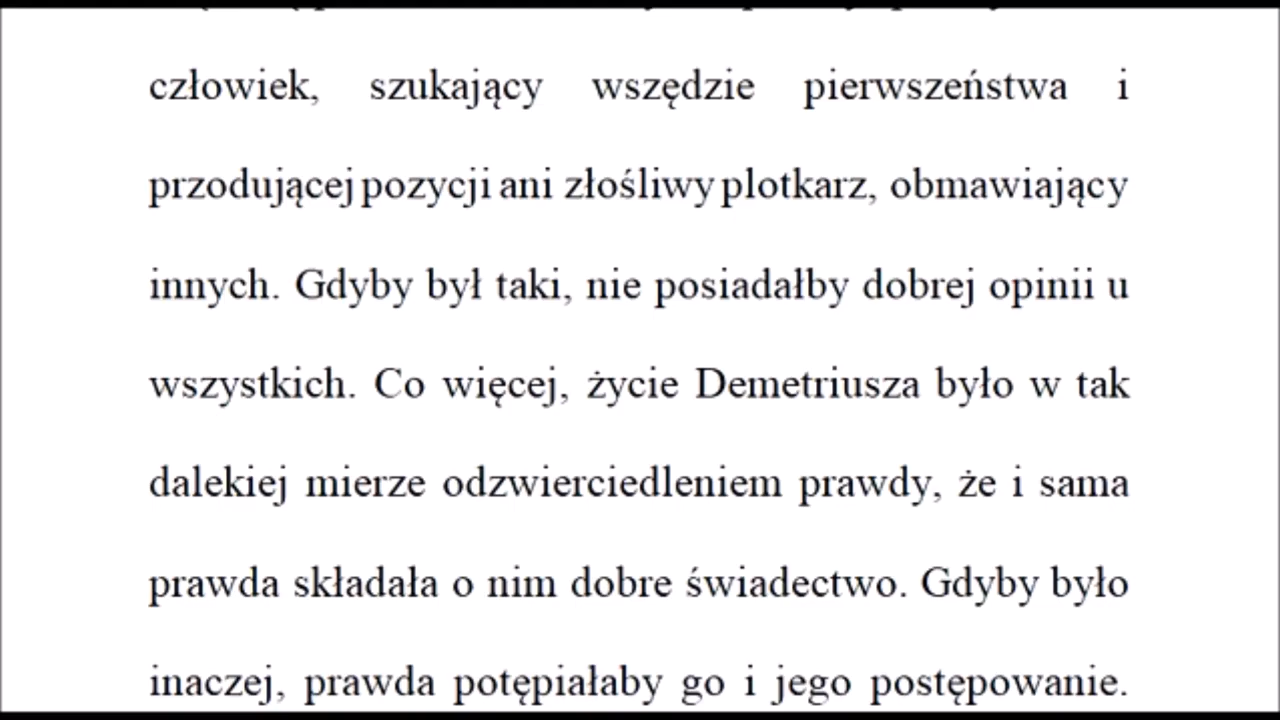 człowiek, szukający wszędzie pierwszeństwa i
przodującej pozycji ani złośliwy plotkarz, obmawiający
innych. Gdyby był taki, nie posiadałby dobrej opinii u
wszystkich. Co więcej, życie Demetriusza było w tak
dalekiej mierze odzwierciedleniem prawdy, że i sama
prawda składała o nim dobre świadectwo. Gdyby było
inaczej, prawda potępiałaby go i jego postępowanie.